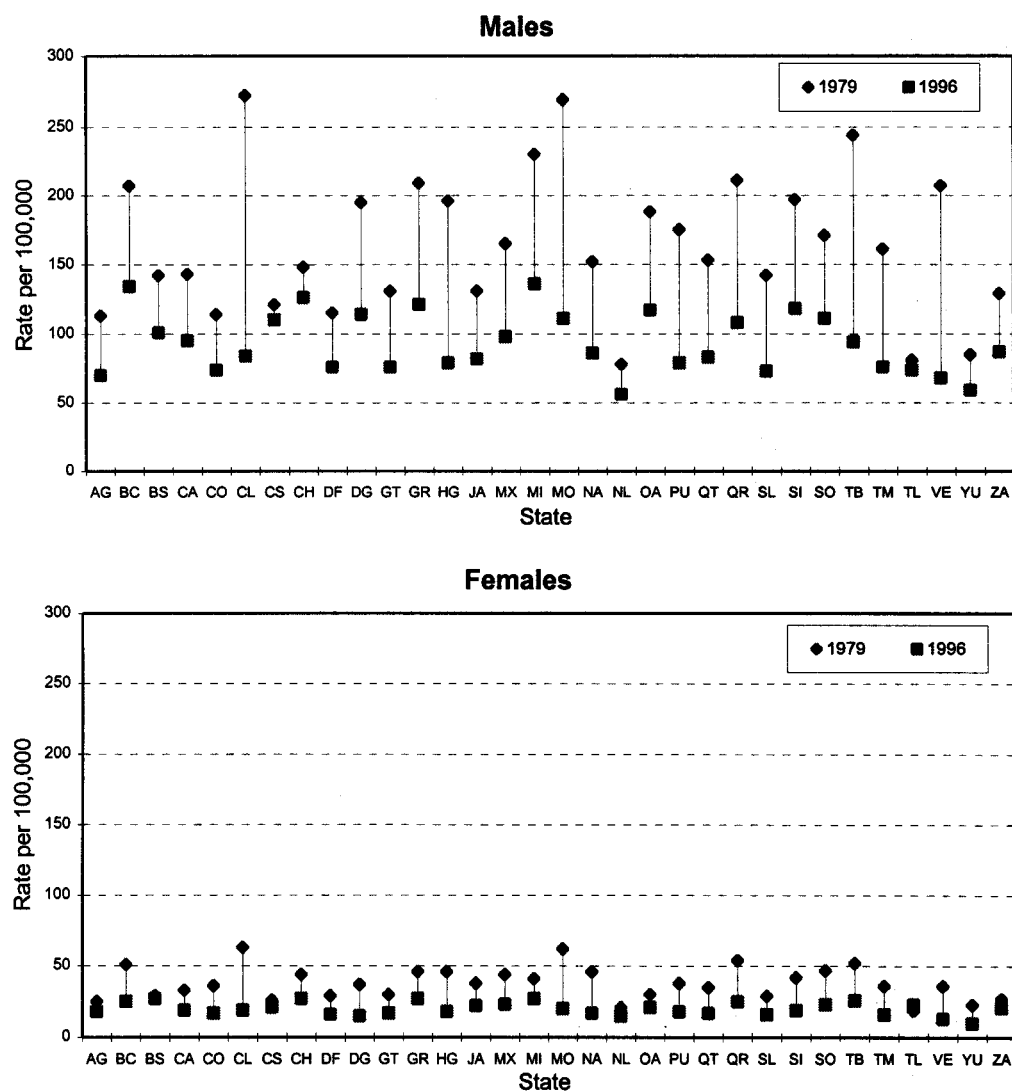 Males
300
250
200
150
100
50
0
Rate per 100,000
1979 1996
AG BC BS CA CO CL CS CH DF DG GT GR HG JA MX MI MO NA NL OA PU QT QR SL SI SO TB TM TL VE YU ZA
State
Females
300
250
200
150
100
50
0
Rate per 100,000
1979 1996
AG BC BS CA CO CL CS CH DF DG GT GR HG JA MX MI MO NA NL OA PU QT QR SL SI SO TB TM TL VE YU ZA
State